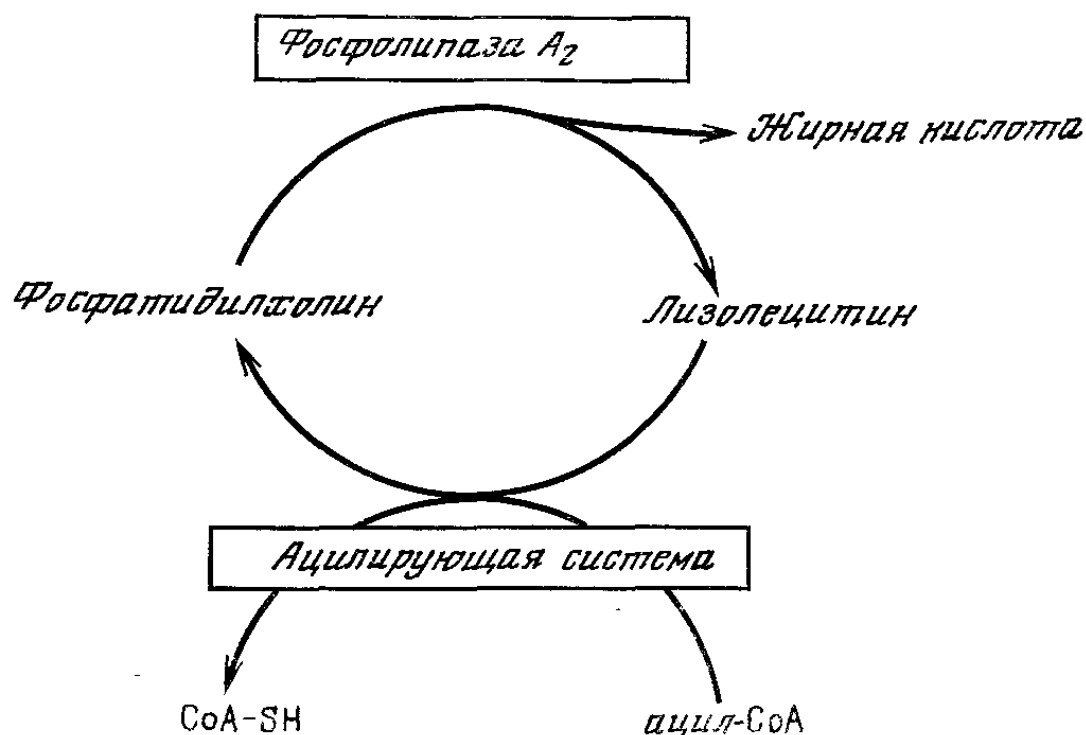 Фосфолипаза A₂
Жирная кислота
Фосфатидилхолин
Лизолецитин
Ацилирующая система
CoA-SH
ацил-CoA